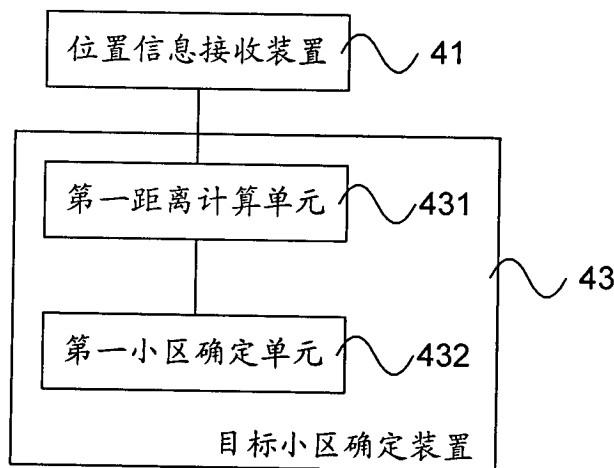 位置信息接收装置 41
第一距离计算单元 431
43
第一小区确定单元 432
目标小区确定装置